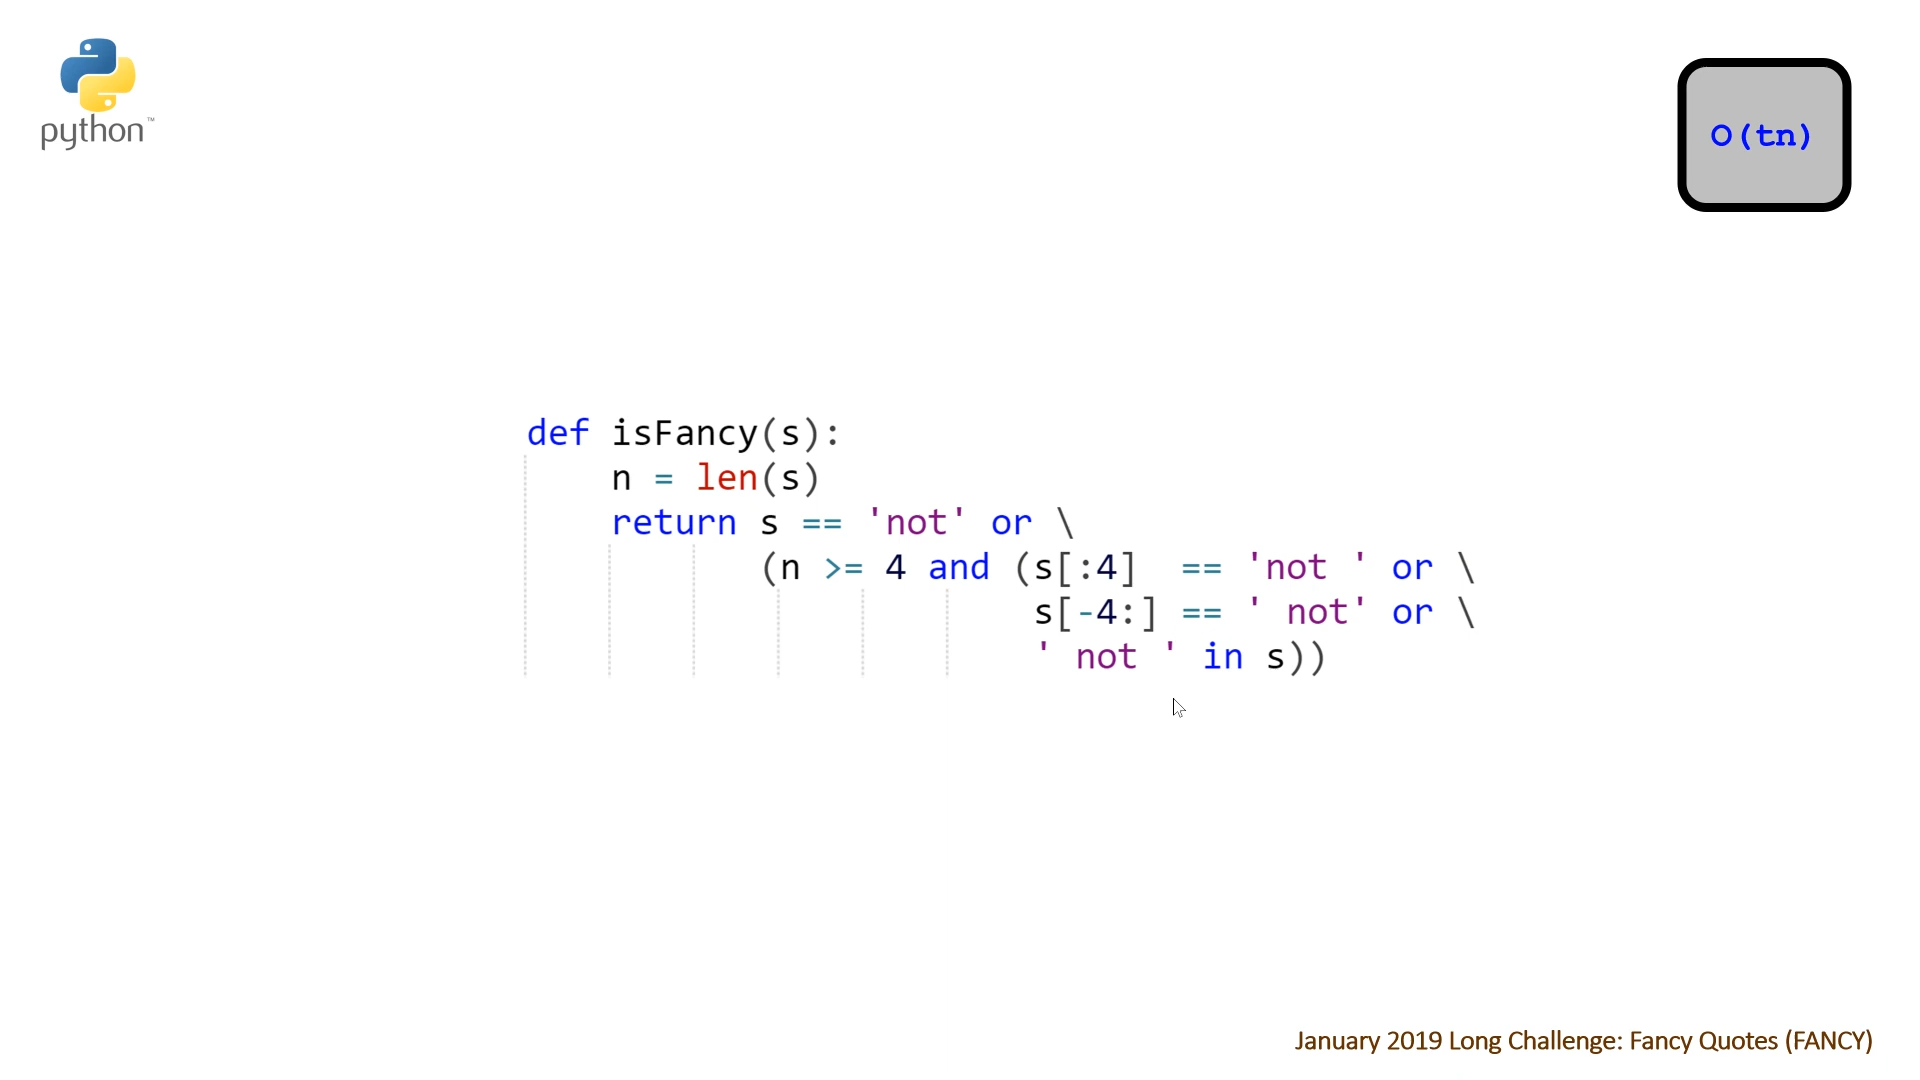 python™
O(tn)
def isFancy(s):
    n = len(s)
    return s == 'not' or \
           (n >= 4 and (s[:4]  == 'not ' or \
                        s[-4:] == ' not' or \
                        ' not ' in s))
January 2019 Long Challenge: Fancy Quotes (FANCY)